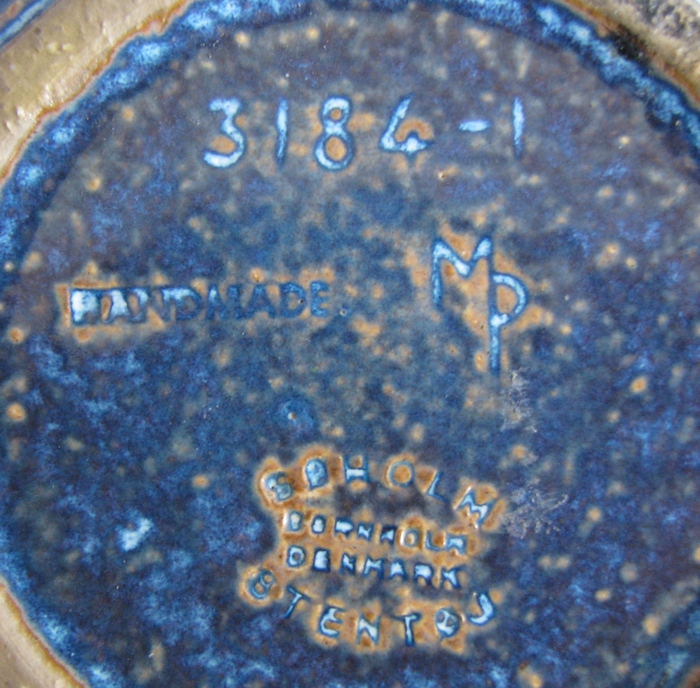 3184-1
HANDMADE
MP
SØHOLM
BORNHOLM
DENMARK
STENTØJ